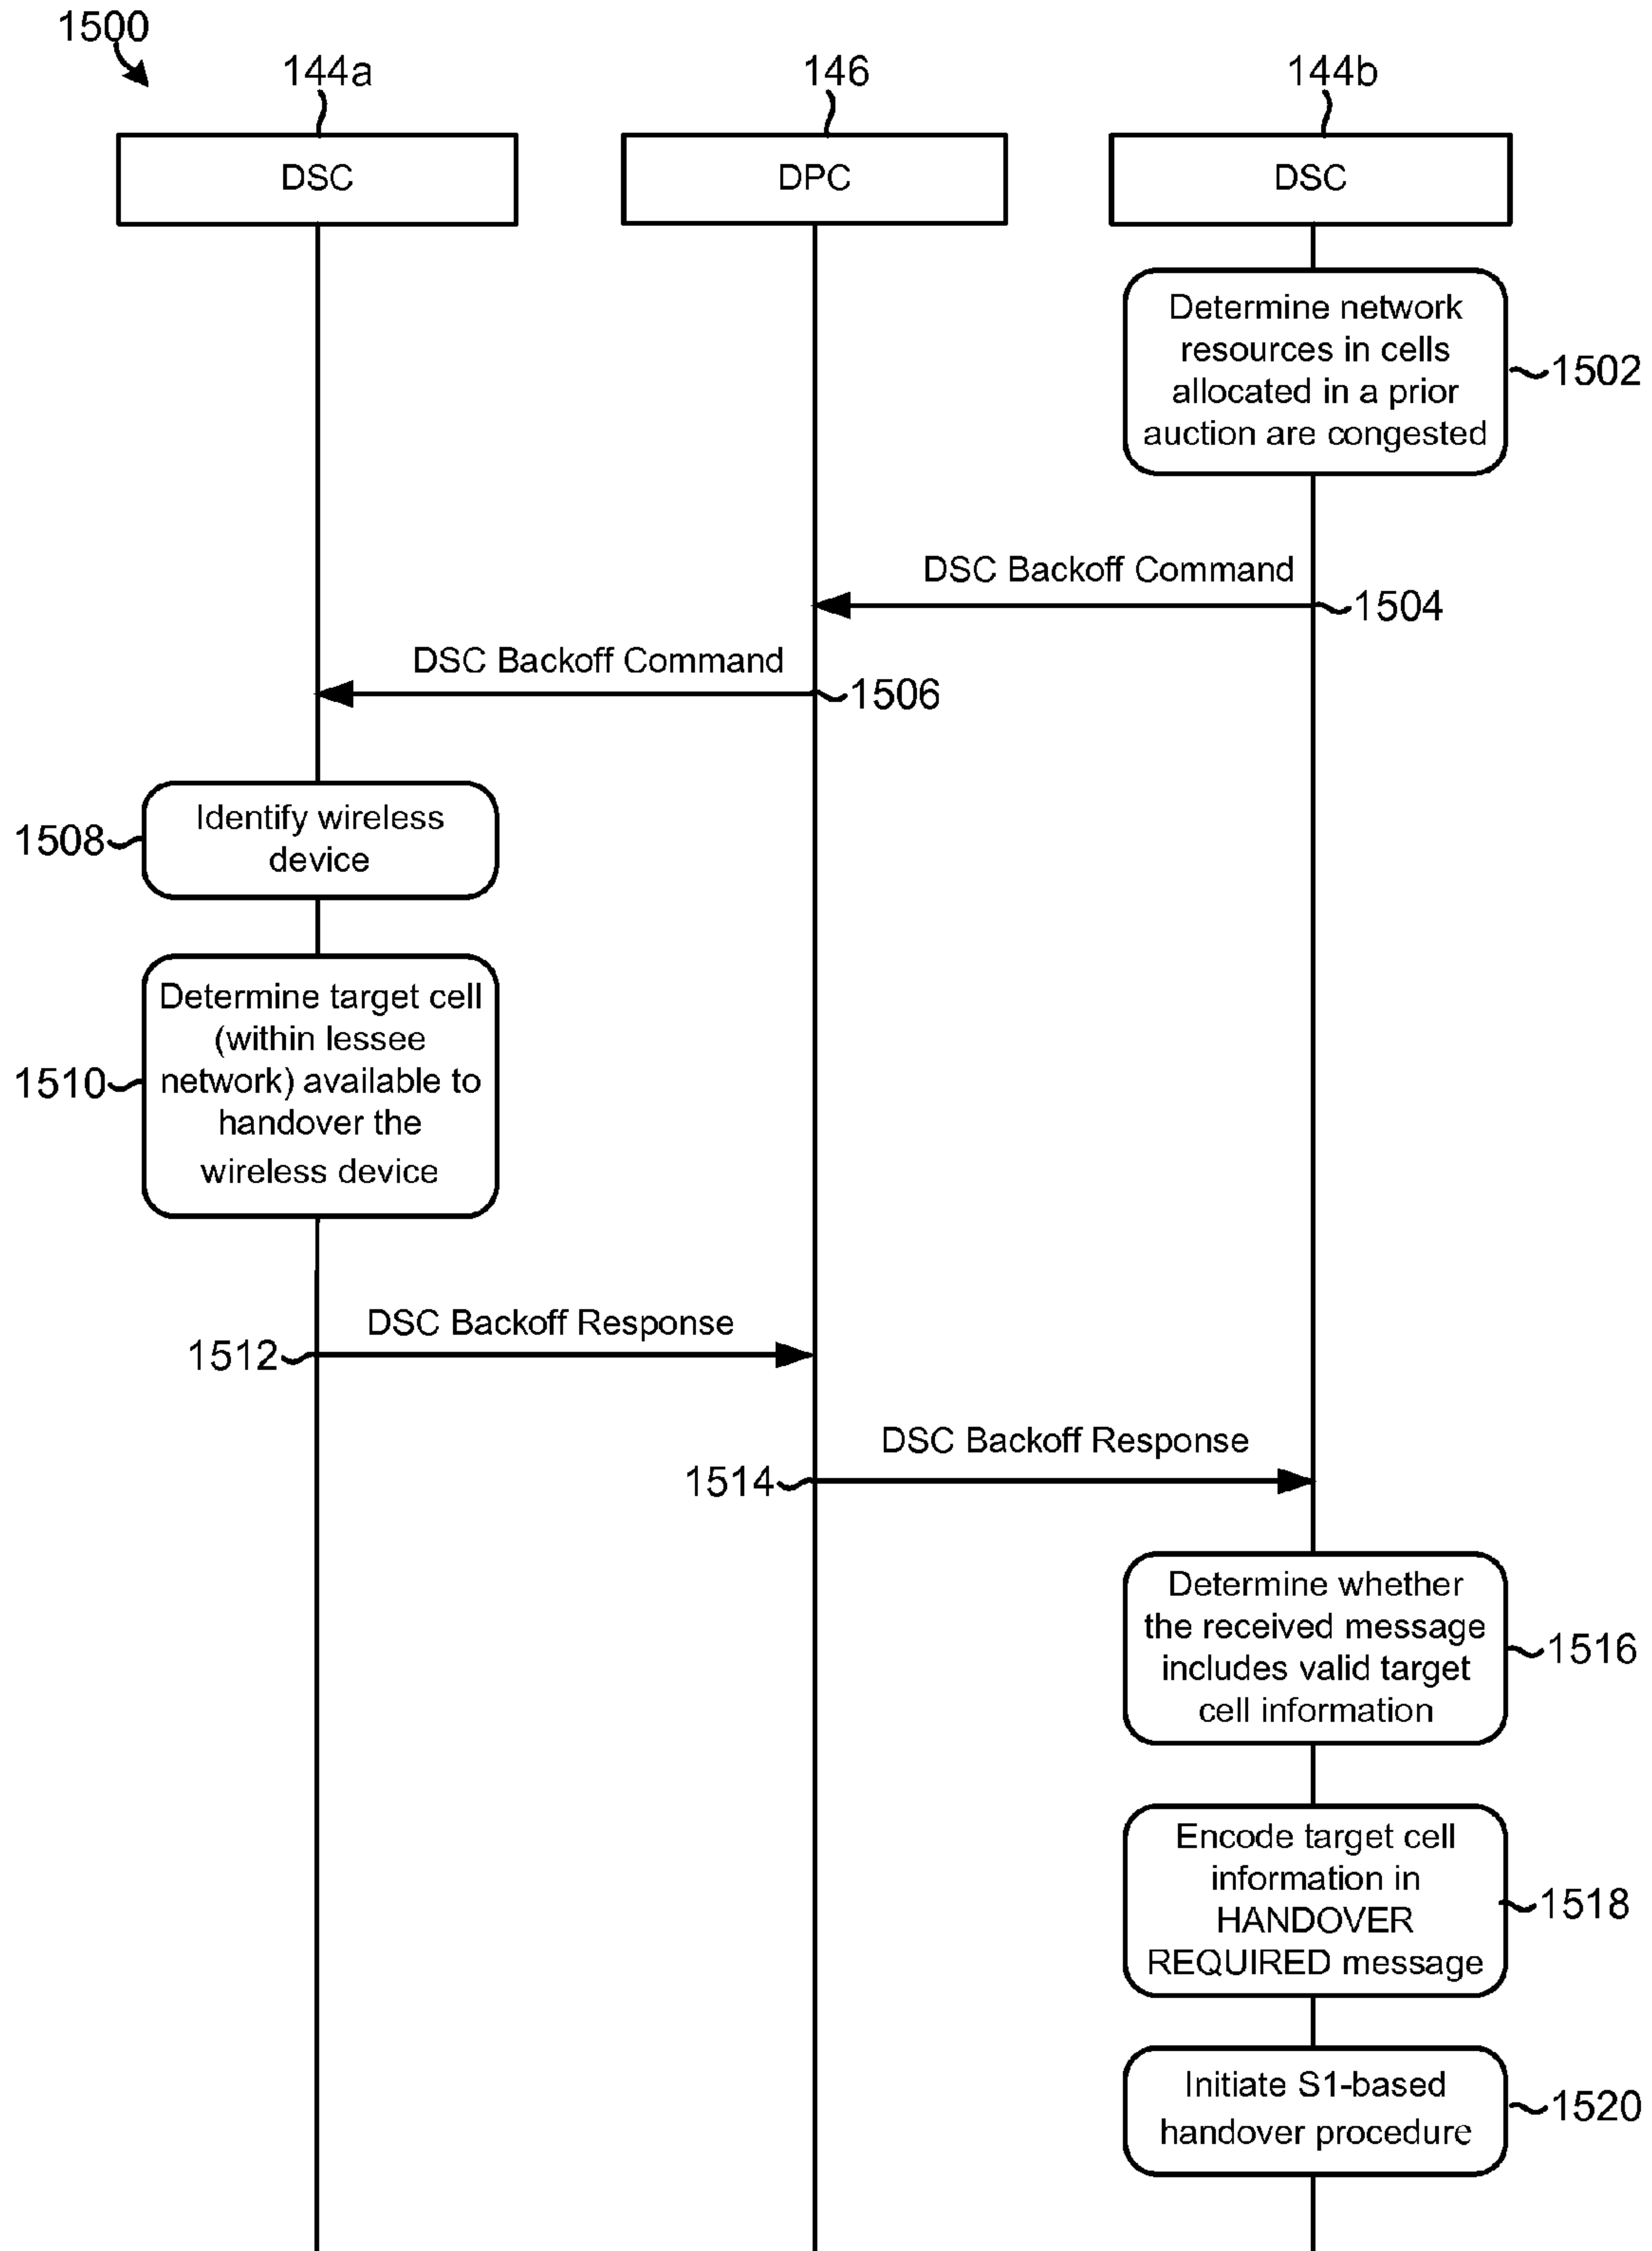 1500
144a
146
144b
DSC
DPC
DSC
Determine network
resources in cells
allocated in a prior
auction are congested
1502
DSC Backoff Command
1504
DSC Backoff Command
1506
Identify wireless
device
1508
Determine target cell
(within lessee
network) available to
handover the
wireless device
1510
DSC Backoff Response
1512
DSC Backoff Response
1514
Determine whether
the received message
includes valid target
cell information
1516
Encode target cell
information in
HANDOVER
REQUIRED message
1518
Initiate S1-based
handover procedure
1520